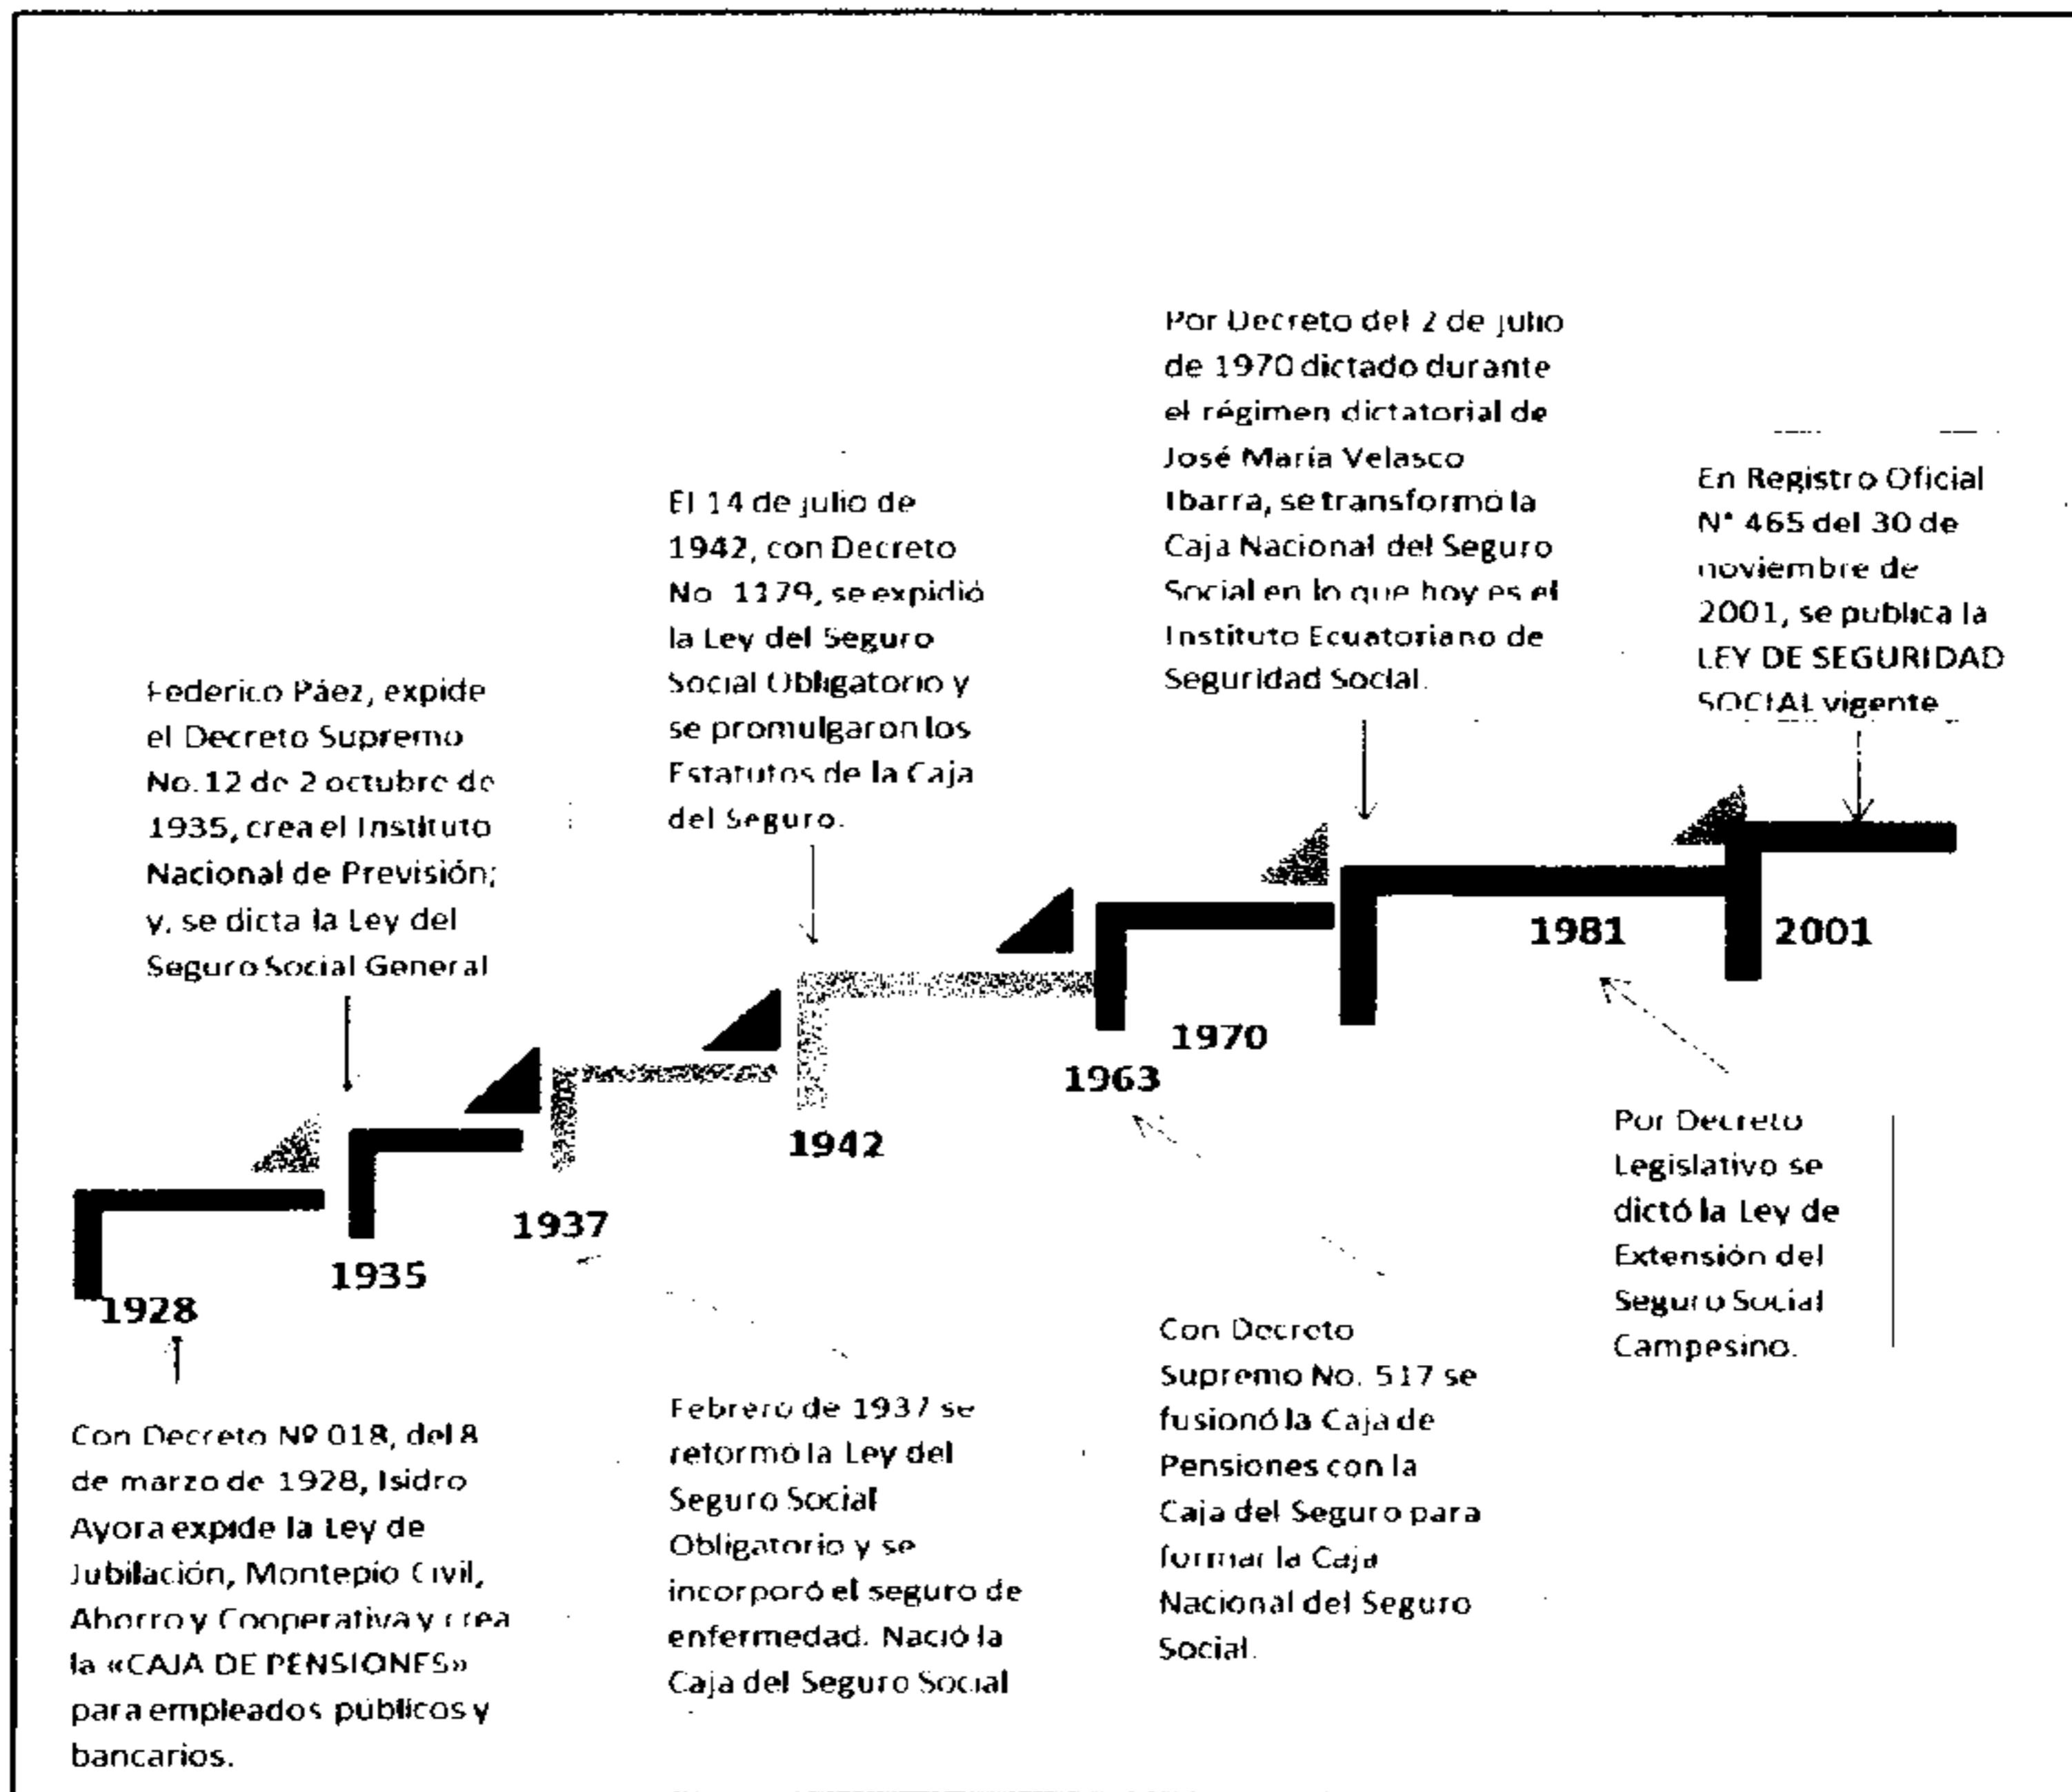 Por Decreto del 2 de julio
de 1970 dictado durante
el régimen dictatorial de
José María Velasco
Ibarra, se transformó la
Caja Nacional del Seguro
Social en lo que hoy es el
Instituto Ecuatoriano de
Seguridad Social.
En Registro Oficial
N° 465 del 30 de
noviembre de
2001, se publica la
LEY DE SEGURIDAD
SOCIAL vigente
El 14 de julio de
1942, con Decreto
No 1179, se expidió
la Ley del Seguro
Social Obligatorio y
se promulgaron los
Estatutos de la Caja
del Seguro.
Federico Páez, expide
el Decreto Supremo
No. 12 de 2 octubre de
1935, crea el Instituto
Nacional de Previsión;
y, se dicta la Ley del
Seguro Social General
1981
2001
1970
1963
1942
1937
1935
1928
Por Decreto
Legislativo se
dictó la Ley de
Extensión del
Seguro Social
Campesino.
Con Decreto
Supremo No. 517 se
fusionó la Caja de
Pensiones con la
Caja del Seguro para
formar la Caja
Nacional del Seguro
Social.
Febrero de 1937 se
reformó la Ley del
Seguro Social
Obligatorio y se
incorporó el seguro de
enfermedad. Nació la
Caja del Seguro Social
Con Decreto Nº 018, del 8
de marzo de 1928, Isidro
Ayora expide la Ley de
Jubilación, Montepío Civil,
Ahorro y Cooperativa y crea
la «CAJA DE PENSIONES»
para empleados públicos y
bancarios.